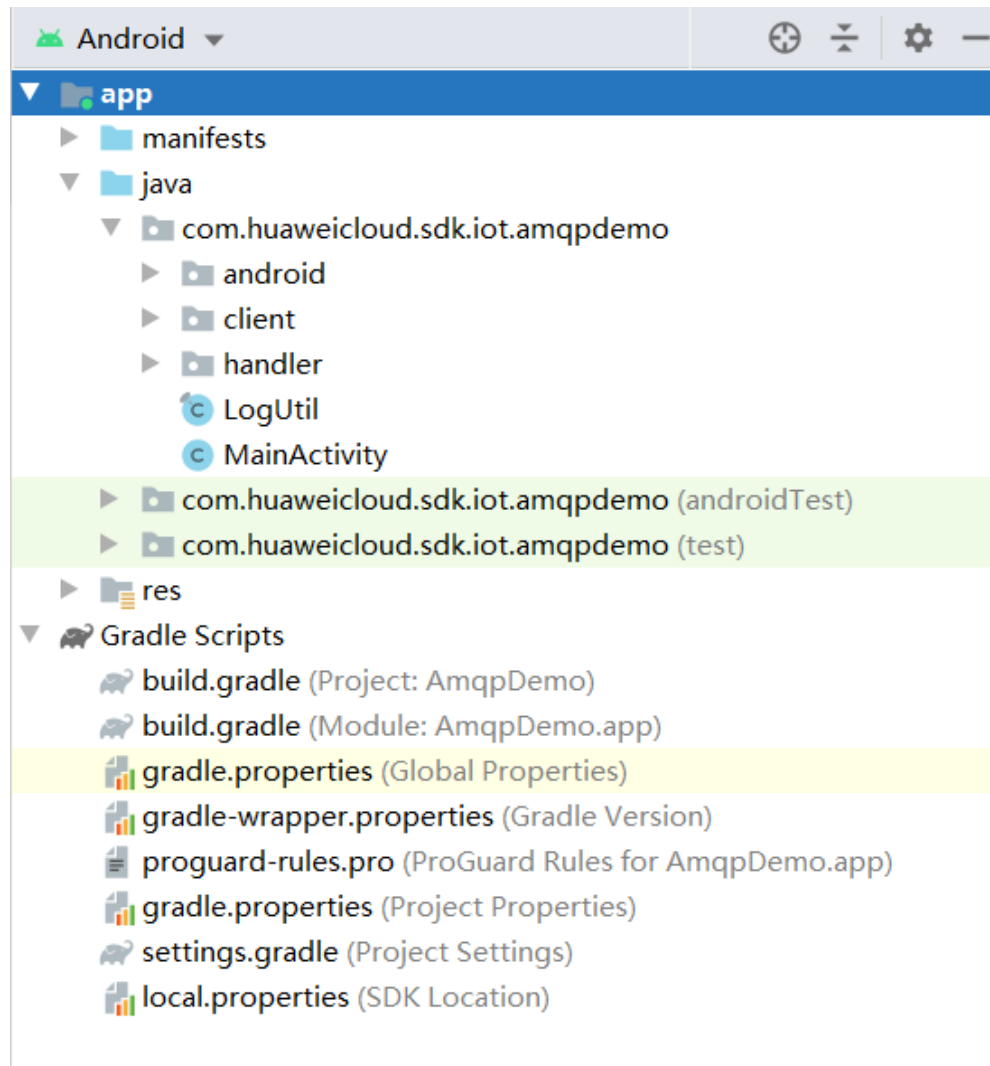 Android
app
manifests
java
com.huaweicloud.sdk.iot.amqpdemo
android
client
handler
C LogUtil
C MainActivity
com.huaweicloud.sdk.iot.amqpdemo (androidTest)
com.huaweicloud.sdk.iot.amqpdemo (test)
res
Gradle Scripts
build.gradle (Project: AmqpDemo)
build.gradle (Module: AmqpDemo.app)
gradle.properties (Global Properties)
gradle-wrapper.properties (Gradle Version)
proguard-rules.pro (ProGuard Rules for AmqpDemo.app)
gradle.properties (Project Properties)
settings.gradle (Project Settings)
local.properties (SDK Location)